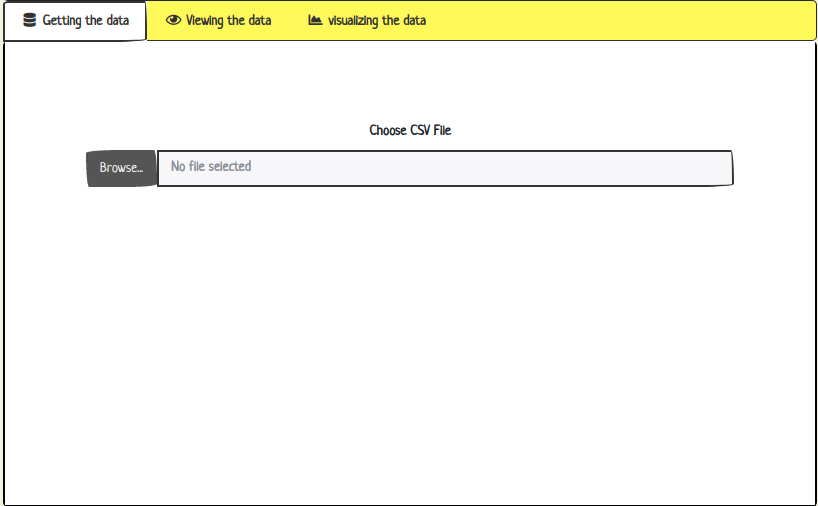 Getting the data
Viewing the data
visualizing the data
Choose CSV File
Browse...
No file selected